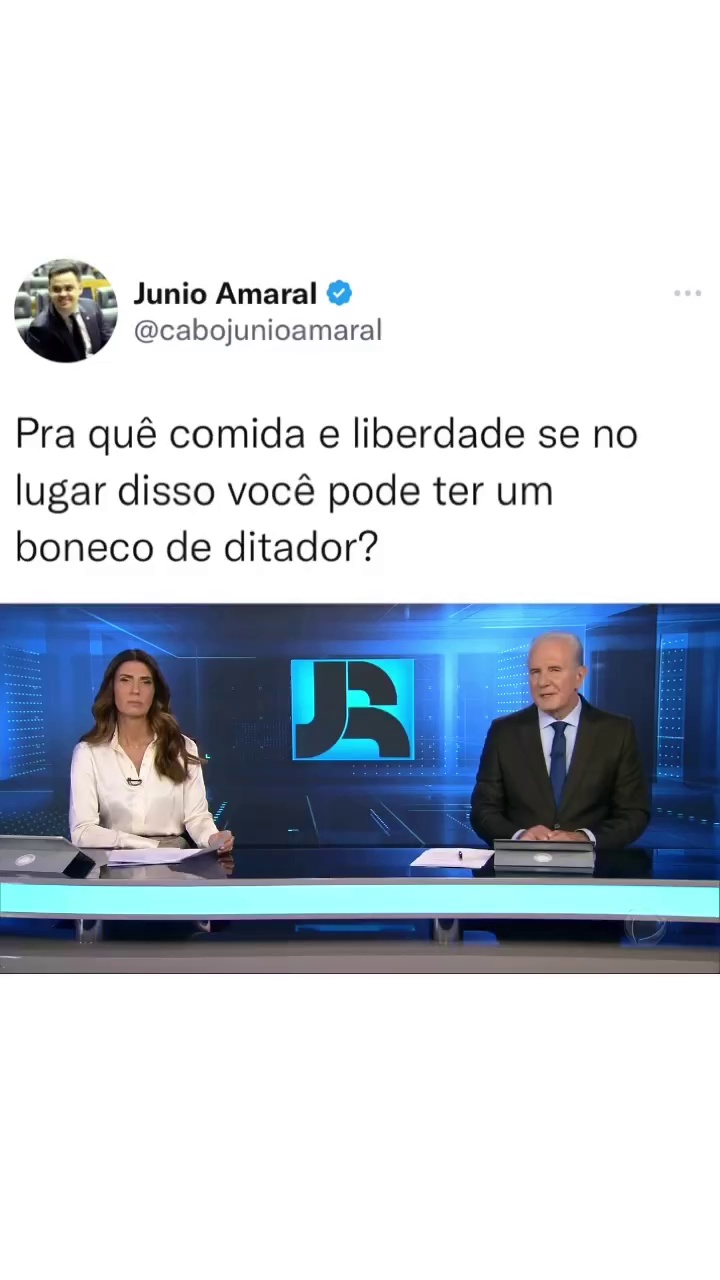 Junio Amaral
@cabojunioamaral
Pra quê comida e liberdade se no
lugar disso você pode ter um
boneco de ditador?
JR